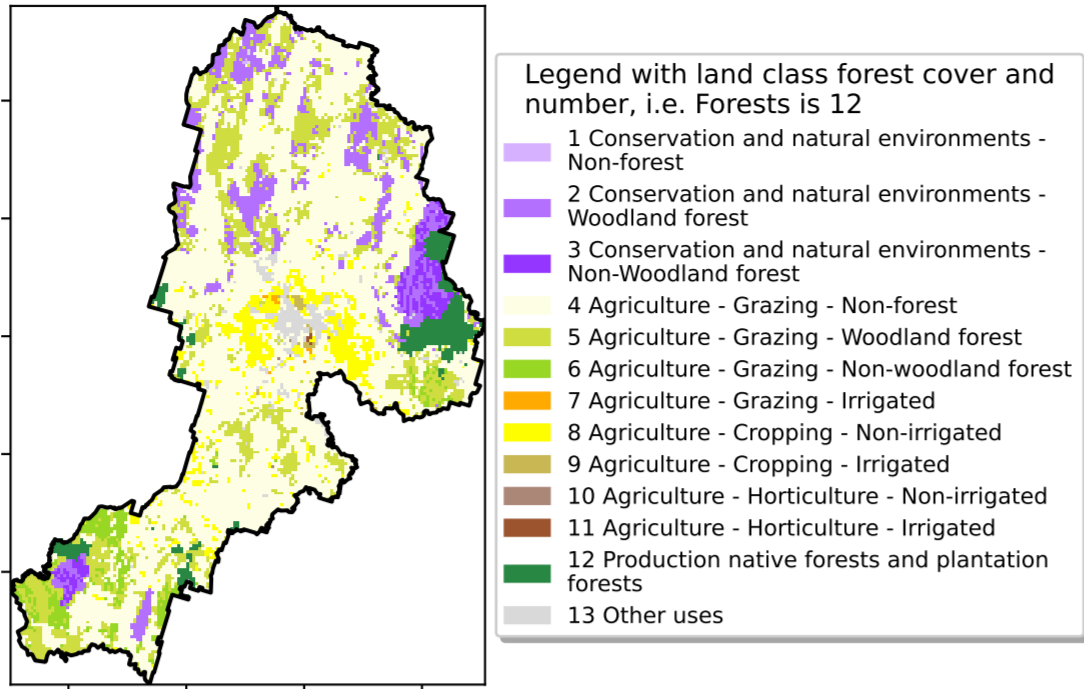 Legend with land class forest cover and
number, i.e. Forests is 12
1 Conservation and natural environments -
Non-forest
2 Conservation and natural environments -
Woodland forest
3 Conservation and natural environments -
Non-Woodland forest
4 Agriculture - Grazing - Non-forest
5 Agriculture - Grazing - Woodland forest
6 Agriculture - Grazing - Non-woodland forest
7 Agriculture - Grazing - Irrigated
8 Agriculture - Cropping - Non-irrigated
9 Agriculture - Cropping - Irrigated
10 Agriculture - Horticulture - Non-irrigated
11 Agriculture - Horticulture - Irrigated
12 Production native forests and plantation
forests
13 Other uses